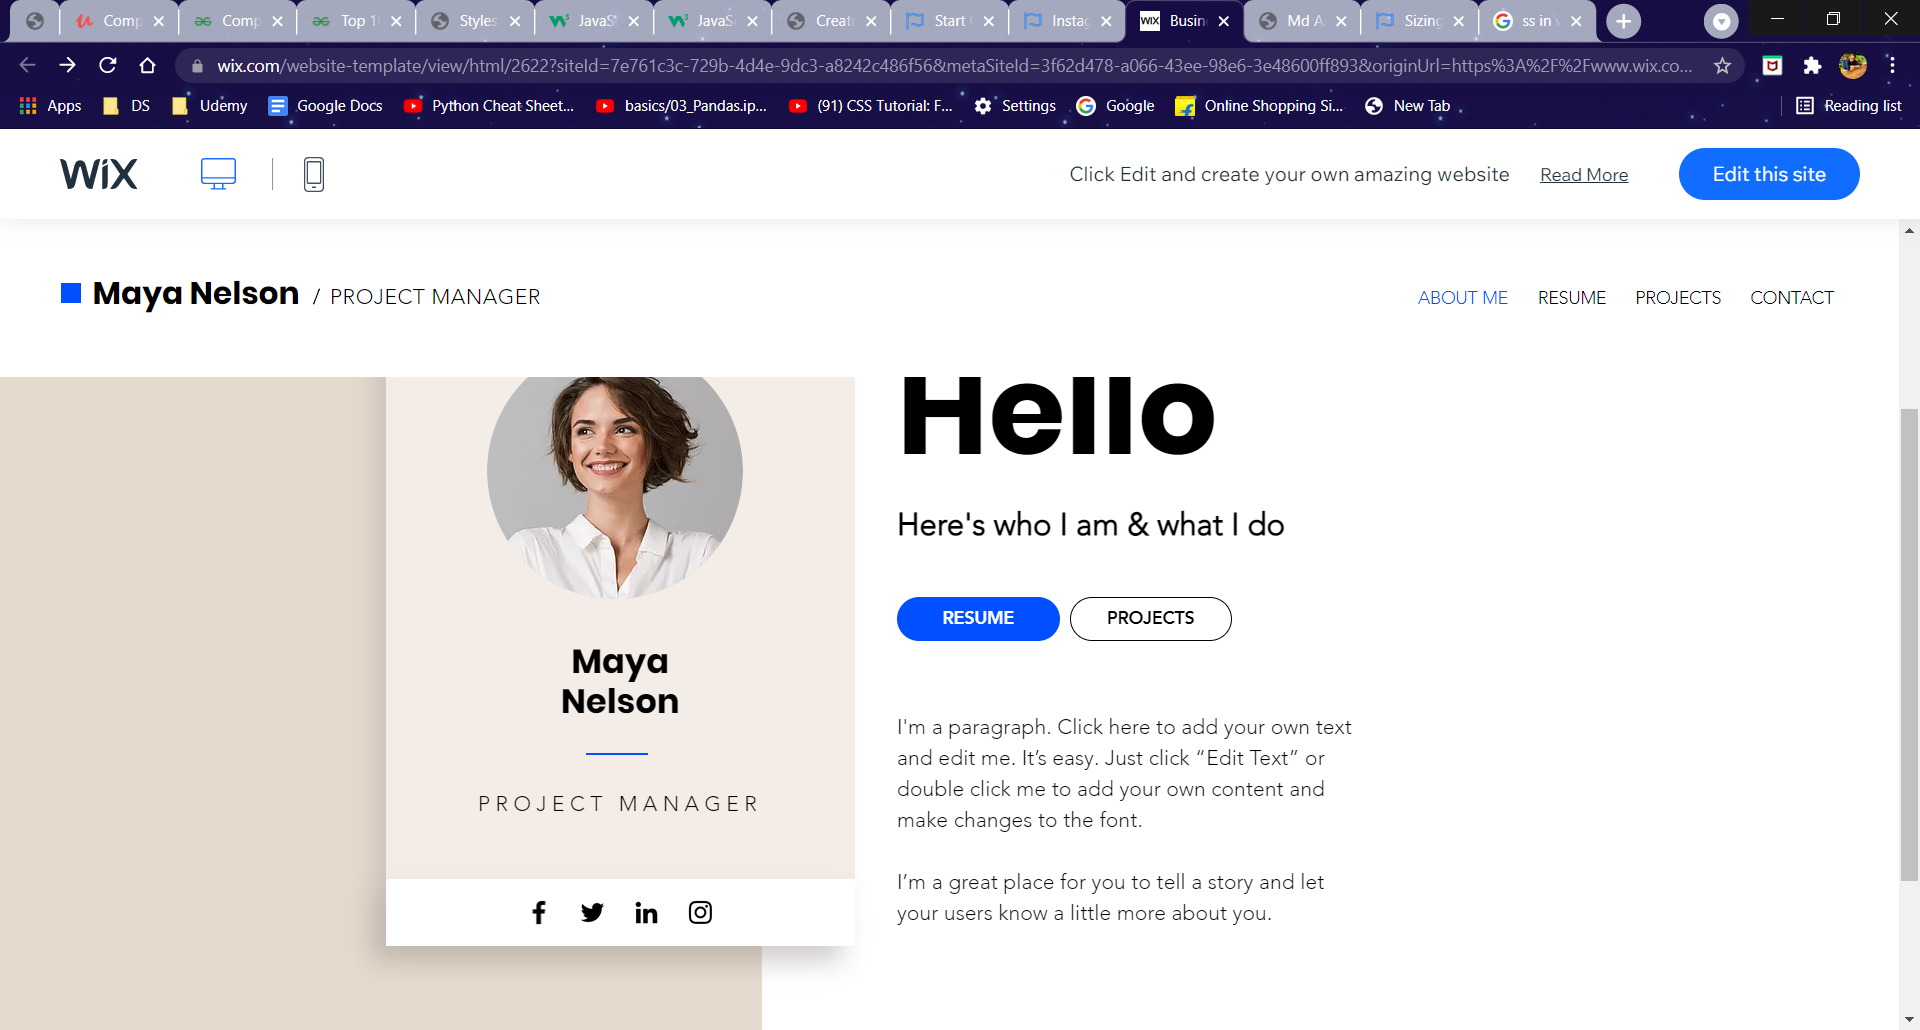 Comp
Comp
Top 1
Styles
JavaS
JavaSc
Creati
Start
Instag
WIX Busin
Md A
Sizing
ss in
wix.com/website-template/view/html/2622?siteId=7e761c3c-729b-4d4e-9dc3-a8242c486f56&metaSiteId=3f62d478-a066-43ee-98e6-3e48600ff893&originUrl=https%3A%2F%2Fwww.wix.co...
Apps DS Udemy Google Docs Python Cheat Sheet... basics/03_Pandas.ip... (91) CSS Tutorial: F... Settings Google Online Shopping Si... New Tab Reading list
WiX
Click Edit and create your own amazing website Read More Edit this site
Maya Nelson / PROJECT MANAGER
ABOUT ME RESUME PROJECTS CONTACT
Hello
Here's who I am & what I do
RESUME PROJECTS
Maya
Nelson
PROJECT MANAGER
I'm a paragraph. Click here to add your own text
and edit me. It’s easy. Just click “Edit Text” or
double click me to add your own content and
make changes to the font.
I’m a great place for you to tell a story and let
your users know a little more about you.